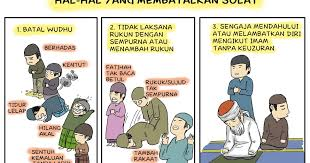 HAL-HAL YANG MEMBATALKAN SOLAT
1. BATAL WUDHU
BERHADAS
KENTUT
TIDUR
LELAP
HILANG
AKAL
SENTUH
KEMALUAN
2. TIDAK LAKSANA
RUKUN DENGAN
SEMPURNA ATAU
MENAMBAH RUKUN
FATIHAH
TAK BACA
BETUL
RUKUK/SUJUD
TAK
SEMPURNA
TAMBAH
RAKAAT
3. SENGAJA MENDAHULUI
ATAU MELAMBATKAN DIRI
MENGIKUT IMAM
TANPA KEUZURAN